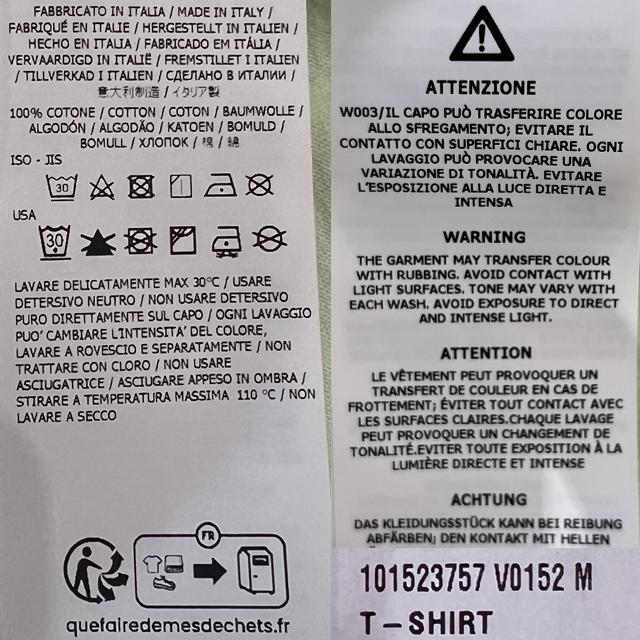 FABBRICATO IN ITALIA / MADE IN ITALY /
FABRIQUÉ EN ITALIE / HERGESTELLT IN ITALIEN /
HECHO EN ITALIA / FABRICADO EM ITÁLIA /
VERVAARDIGD IN ITALIË / FREMSTILLET I ITALIEN
/ TILLVERKAD I ITALIEN / СДЕЛАНО В ИТАЛИИ /
意大利制造 / イタリア製
100% COTONE / COTTON / COTON / BAUMWOLLE /
ALGODÓN / ALGODÃO / KATOEN / BOMULD /
BOMULL / ХЛОПОК / 棉 / 綿
ISO - JIS
30
USA
30
LAVARE DELICATAMENTE MAX 30°C / USARE
DETERSIVO NEUTRO / NON USARE DETERSIVO
PURO DIRETTAMENTE SUL CAPO / OGNI LAVAGGIO
PUO' CAMBIARE L'INTENSITA' DEL COLORE,
LAVARE A ROVESCIO E SEPARATAMENTE / NON
TRATTARE CON CLORO / NON USARE
ASCIUGATRICE / ASCIUGARE APPESO IN OMBRA /
STIRARE A TEMPERATURA MASSIMA 110 °C / NON
LAVARE A SECCO
FR
quefairedemesdechets.fr
ATTENZIONE
W003/IL CAPO PUÒ TRASFERIRE COLORE
ALLO SFREGAMENTO; EVITARE IL
CONTATTO CON SUPERFICI CHIARE. OGNI
LAVAGGIO PUÒ PROVOCARE UNA
VARIAZIONE DI TONALITÀ. EVITARE
L'ESPOSIZIONE ALLA LUCE DIRETTA E
INTENSA
WARNING
THE GARMENT MAY TRANSFER COLOUR
WITH RUBBING. AVOID CONTACT WITH
LIGHT SURFACES. TONE MAY VARY WITH
EACH WASH. AVOID EXPOSURE TO DIRECT
AND INTENSE LIGHT.
ATTENTION
LE VÊTEMENT PEUT PROVOQUER UN
TRANSFERT DE COULEUR EN CAS DE
FROTTEMENT; ÉVITER TOUT CONTACT AVEC
LES SURFACES CLAIRES.CHAQUE LAVAGE
PEUT PROVOQUER UN CHANGEMENT DE
TONALITÉ.EVITER TOUTE EXPOSITION À LA
LUMIÈRE DIRECTE ET INTENSE
ACHTUNG
DAS KLEIDUNGSSTÜCK KANN BEI REIBUNG
ABFÄRBEN; DEN KONTAKT MIT HELLEN
101523757 V0152 M
T-SHIRT